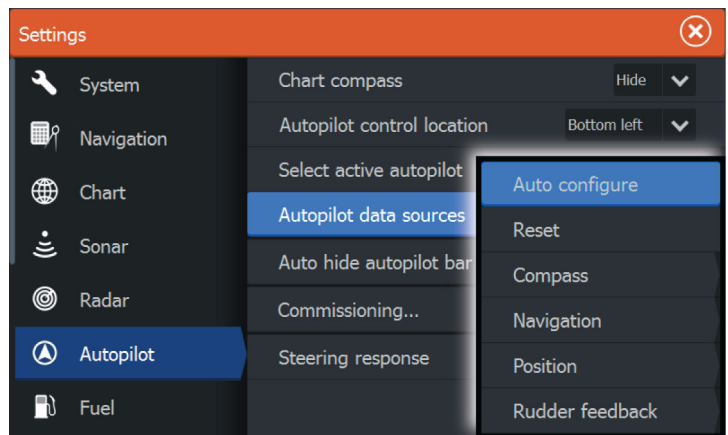 Settings
System
Navigation
Chart
Sonar
Radar
Autopilot
Fuel
Chart compass Hide
Autopilot control location Bottom left
Select active autopilot
Autopilot data sources
Auto hide autopilot bar
Commissioning...
Steering response
Auto configure
Reset
Compass
Navigation
Position
Rudder feedback